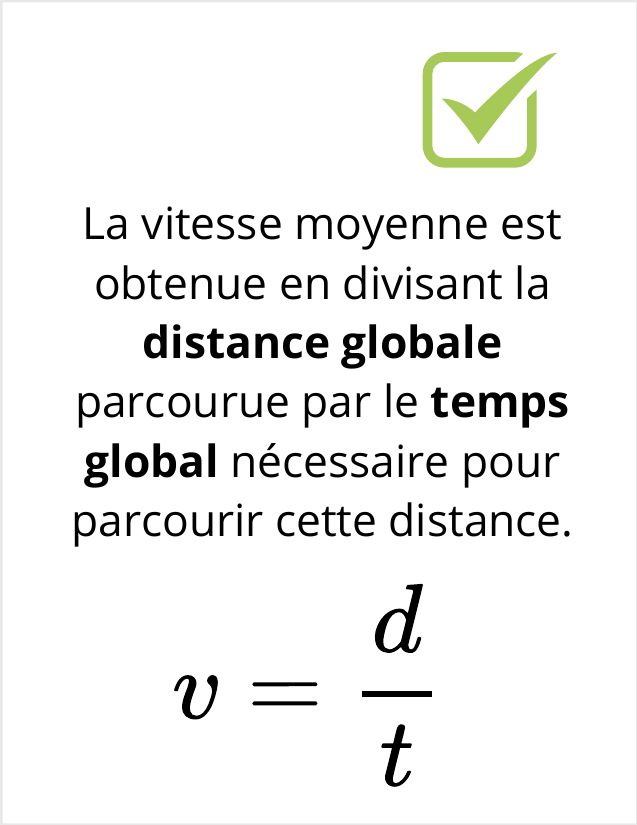 La vitesse moyenne est
obtenue en divisant la
distance globale
parcourue par le temps
global nécessaire pour
parcourir cette distance.
v = d/t